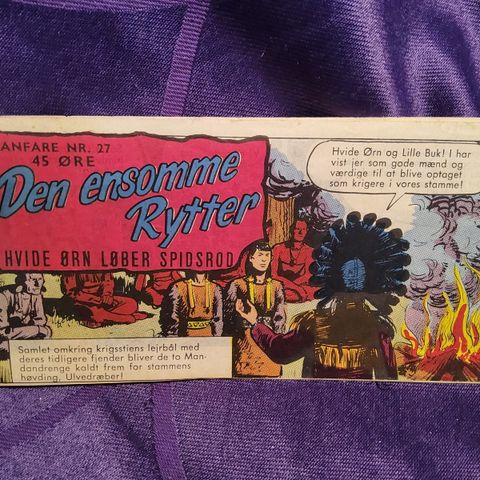 ANFARE NR. 27
45 ØRE
Den ensomme
Rytter
HVIDE ØRN LØBER SPIDSROD
Hvide Ørn og Lille Buk! I har
vist jer som gode mænd og
værdige til at blive optaget
som krigere i vores stamme!
Samlet omkring krigsstiens lejrbål med
deres tidligere fjender bliver de to Man-
dandrenge kaldt frem for stammens
høvding, Ulvedræber!